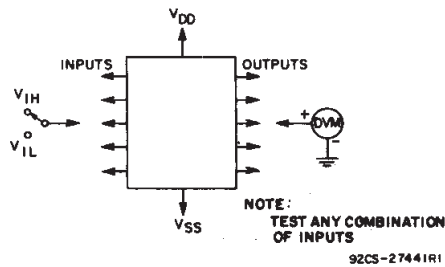 VDD
INPUTS
OUTPUTS
VIH
VIL
+
DVM
-
VSS
NOTE:
TEST ANY COMBINATION
OF INPUTS
92CS-27441R1